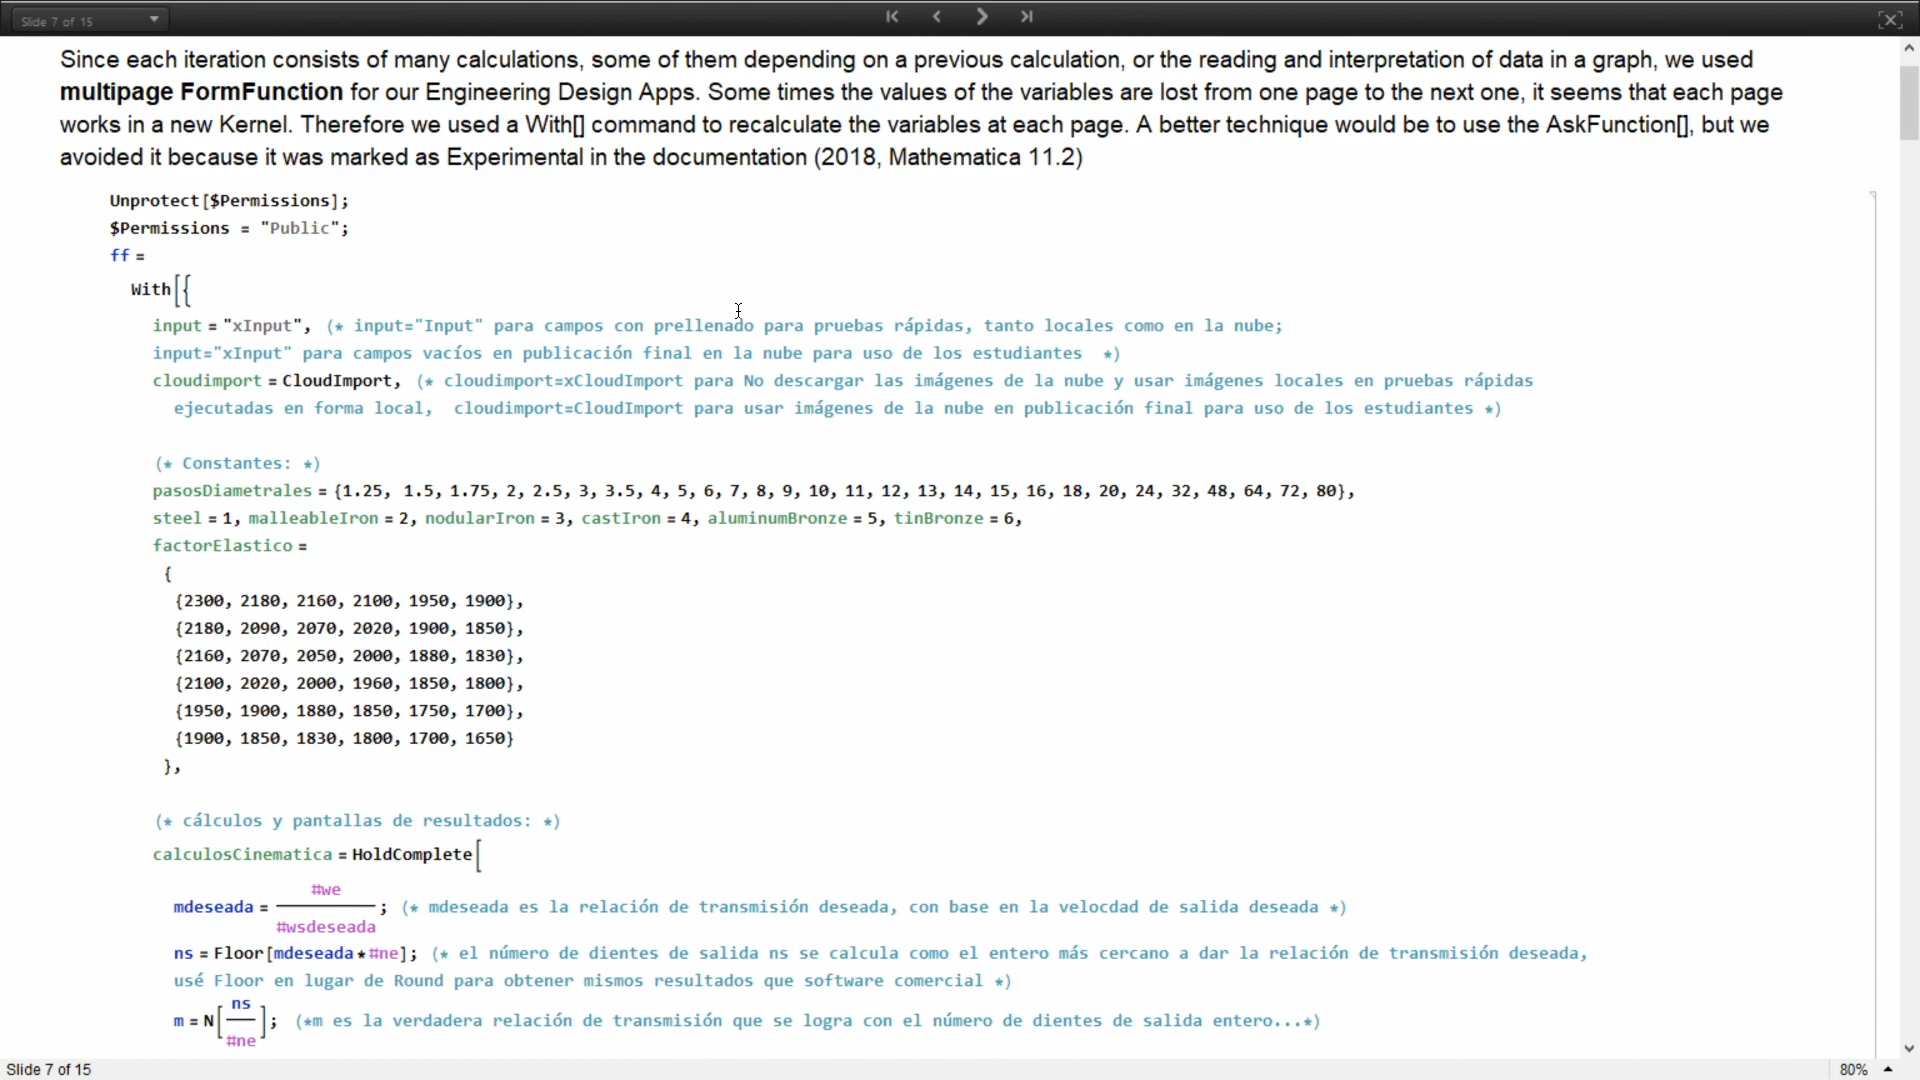 Slide 7 of 15
Since each iteration consists of many calculations, some of them depending on a previous calculation, or the reading and interpretation of data in a graph, we used
multipage FormFunction for our Engineering Design Apps. Some times the values of the variables are lost from one page to the next one, it seems that each page
works in a new Kernel. Therefore we used a With[] command to recalculate the variables at each page. A better technique would be to use the AskFunction[], but we
avoided it because it was marked as Experimental in the documentation (2018, Mathematica 11.2)
Unprotect[$Permissions];
$Permissions = "Public";
ff =
With[{
input = "xInput", (* input="Input" para campos con prellenado para pruebas rápidas, tanto locales como en la nube;
input="xInput" para campos vacíos en publicación final en la nube para uso de los estudiantes *)
cloudimport = CloudImport, (* cloudimport=xCloudImport para No descargar las imágenes de la nube y usar imágenes locales en pruebas rápidas
ejecutadas en forma local, cloudimport=CloudImport para usar imágenes de la nube en publicación final para uso de los estudiantes *)
(* Constantes: *)
pasosDiametrales = {1.25, 1.5, 1.75, 2, 2.5, 3, 3.5, 4, 5, 6, 7, 8, 9, 10, 11, 12, 13, 14, 15, 16, 18, 20, 24, 32, 48, 64, 72, 80},
steel = 1, malleableIron = 2, nodularIron = 3, castIron = 4, aluminumBronze = 5, tinBronze = 6,
factorElastico =
{
{2300, 2180, 2160, 2100, 1950, 1900},
{2180, 2090, 2070, 2020, 1900, 1850},
{2160, 2070, 2050, 2000, 1880, 1830},
{2100, 2020, 2000, 1960, 1850, 1800},
{1950, 1900, 1880, 1850, 1750, 1700},
{1900, 1850, 1830, 1800, 1700, 1650}
},
(* cálculos y pantallas de resultados: *)
calculosCinematica = HoldComplete[
#we
mdeseada = ; (* mdeseada es la relación de transmisión deseada, con base en la velocdad de salida deseada *)
#wsdeseada
ns = Floor[mdeseada*#ne]; (* el número de dientes de salida ns se calcula como el entero más cercano a dar la relación de transmisión deseada,
usé Floor en lugar de Round para obtener mismos resultados que software comercial *)
ns
m = N[ ]; (*m es la verdadera relación de transmisión que se logra con el número de dientes de salida entero...*)
#ne
Slide 7 of 15
80%